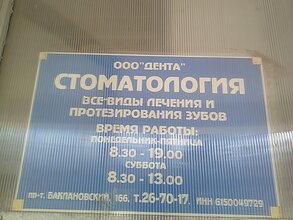 ООО "ДЕНТА"
СТОМАТОЛОГИЯ
ВСЕ ВИДЫ ЛЕЧЕНИЯ И
ПРОТЕЗИРОВАНИЯ ЗУБОВ
ВРЕМЯ РАБОТЫ:
ПОНЕДЕЛЬНИК-ПЯТНИЦА
8.30 - 19.00
СУББОТА
8.30 - 13.00
пр-т. БАКЛАНОВСКИЙ, 166. т.26-70-17. ИНН 6150049729